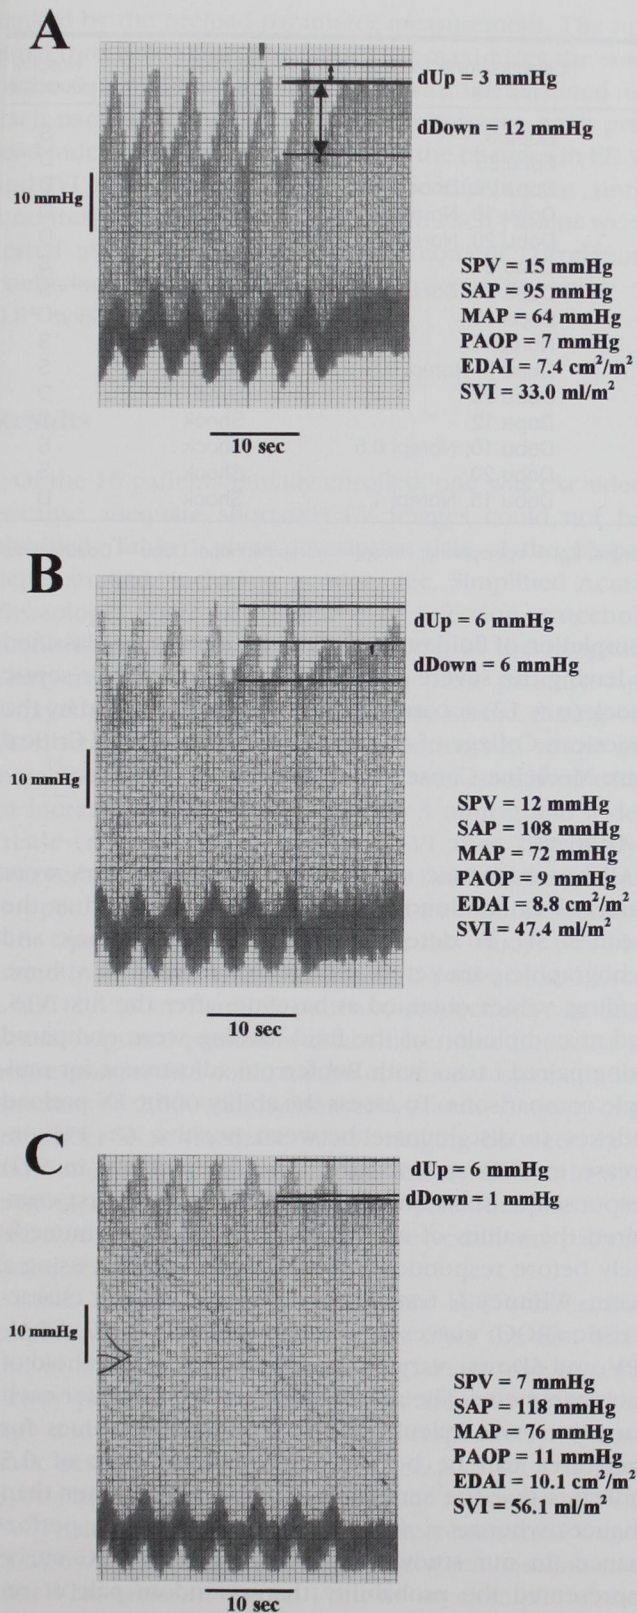 A
dUp = 3 mmHg
dDown = 12 mmHg
10 mmHg
SPV = 15 mmHg
SAP = 95 mmHg
MAP = 64 mmHg
PAOP = 7 mmHg
EDAI = 7.4 cm²/m²
SVI = 33.0 ml/m²
10 sec
B
dUp = 6 mmHg
dDown = 6 mmHg
10 mmHg
SPV = 12 mmHg
SAP = 108 mmHg
MAP = 72 mmHg
PAOP = 9 mmHg
EDAI = 8.8 cm²/m²
SVI = 47.4 ml/m²
10 sec
C
dUp = 6 mmHg
dDown = 1 mmHg
10 mmHg
SPV = 7 mmHg
SAP = 118 mmHg
MAP = 76 mmHg
PAOP = 11 mmHg
EDAI = 10.1 cm²/m²
SVI = 56.1 ml/m²
10 sec